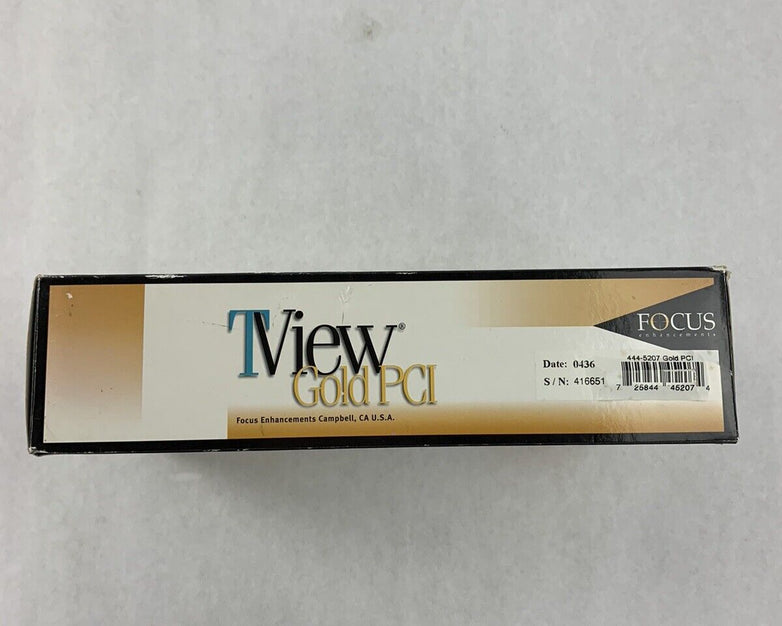 TView®
Gold PCI
Focus Enhancements Campbell, CA U.S.A.
FOCUS
enhancements
Date: 0436
S / N: 416651
444-5207 Gold PCI
7 25844 45207 4